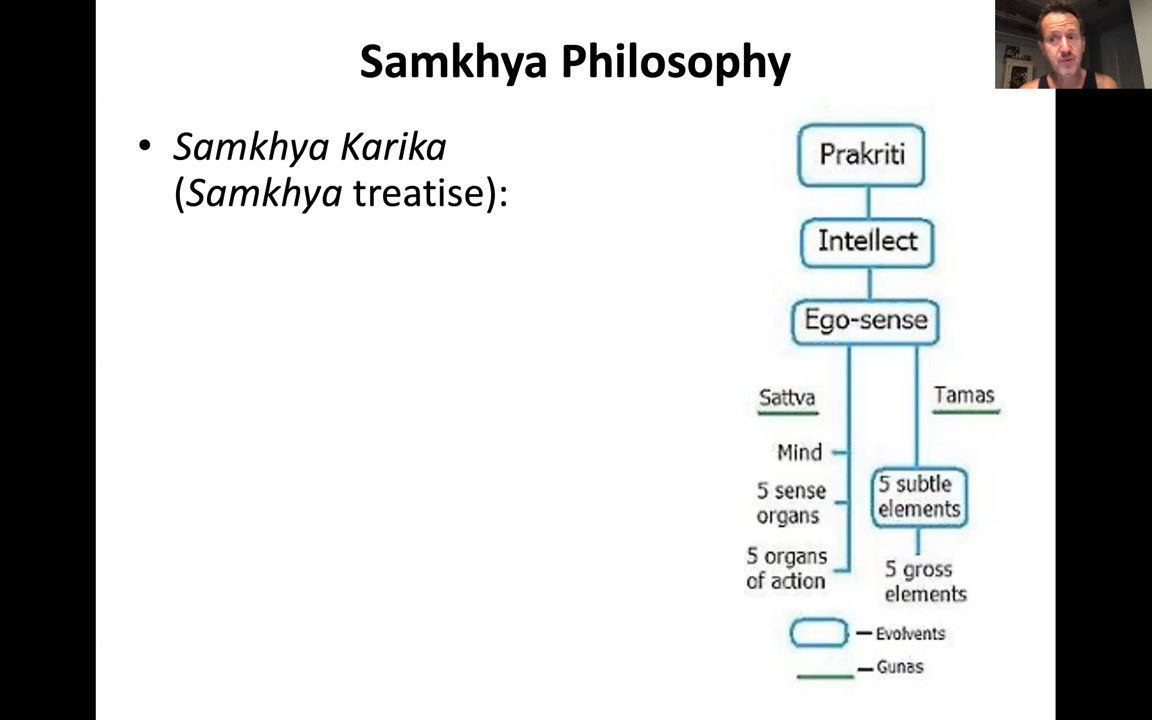 Samkhya Philosophy
• Samkhya Karika
(Samkhya treatise):
Prakriti
Intellect
Ego-sense
Sattva
Tamas
Mind
5 sense
organs
5 organs
of action
5 subtle
elements
5 gross
elements
— Evolvents
— Gunas